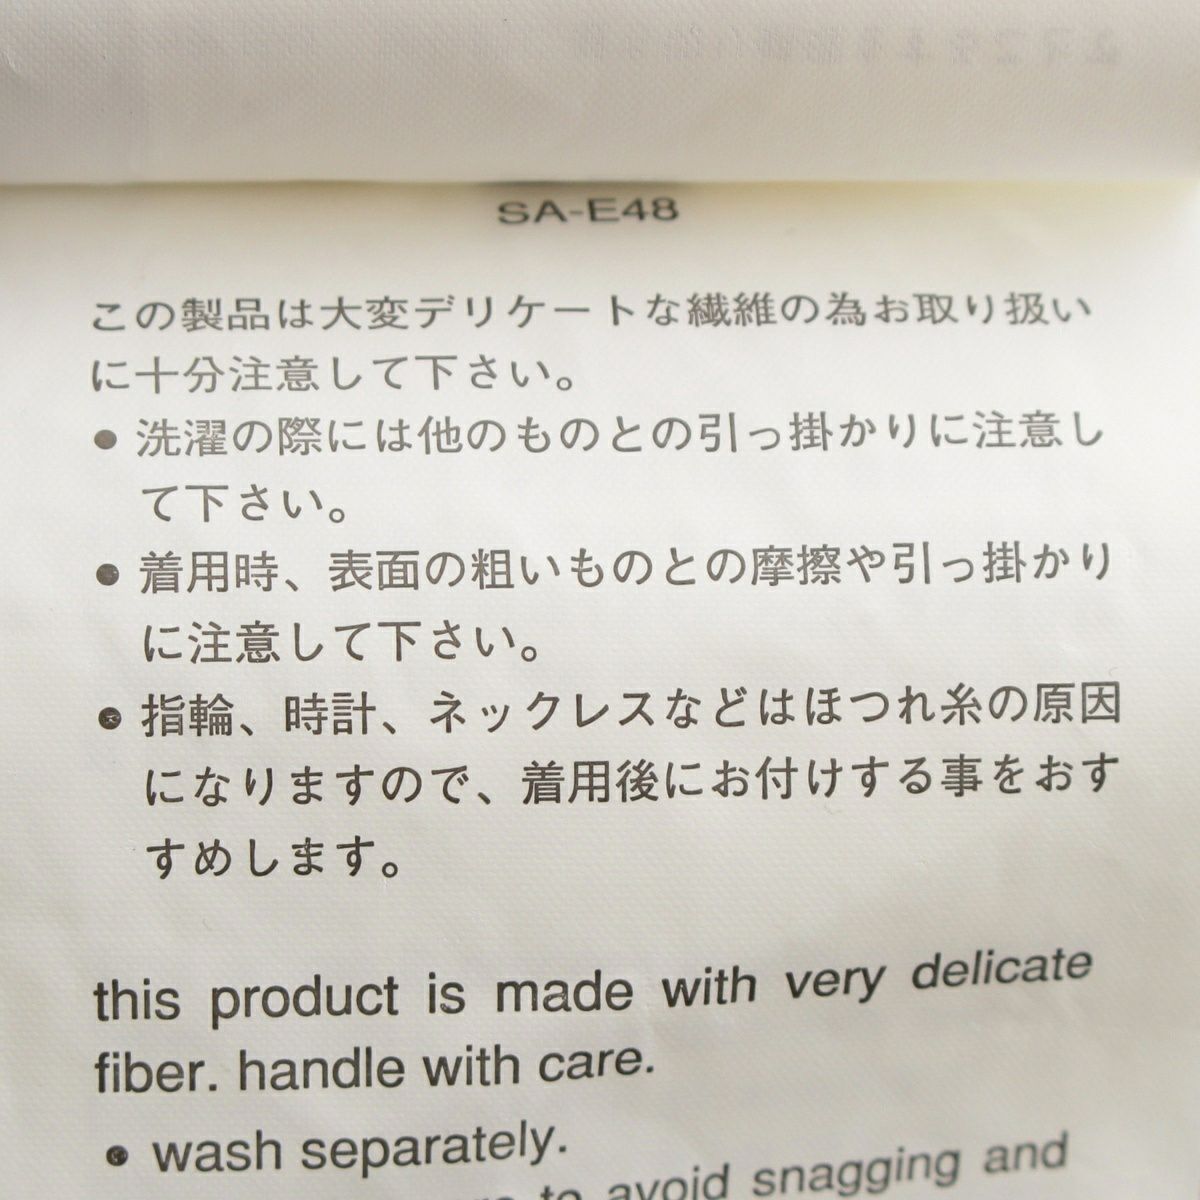 SA-E48
この製品は大変デリケートな繊維の為お取り扱い
に十分注意して下さい。
● 洗濯の際には他のものとの引っ掛かりに注意し
て下さい。
● 着用時、表面の粗いものとの摩擦や引っ掛かり
に注意して下さい。
● 指輪、時計、ネックレスなどはほつれ糸の原因
になりますので、着用後にお付けする事をおす
すめします。
this product is made with very delicate
fiber. handle with care.
● wash separately.
to avoid snagging and